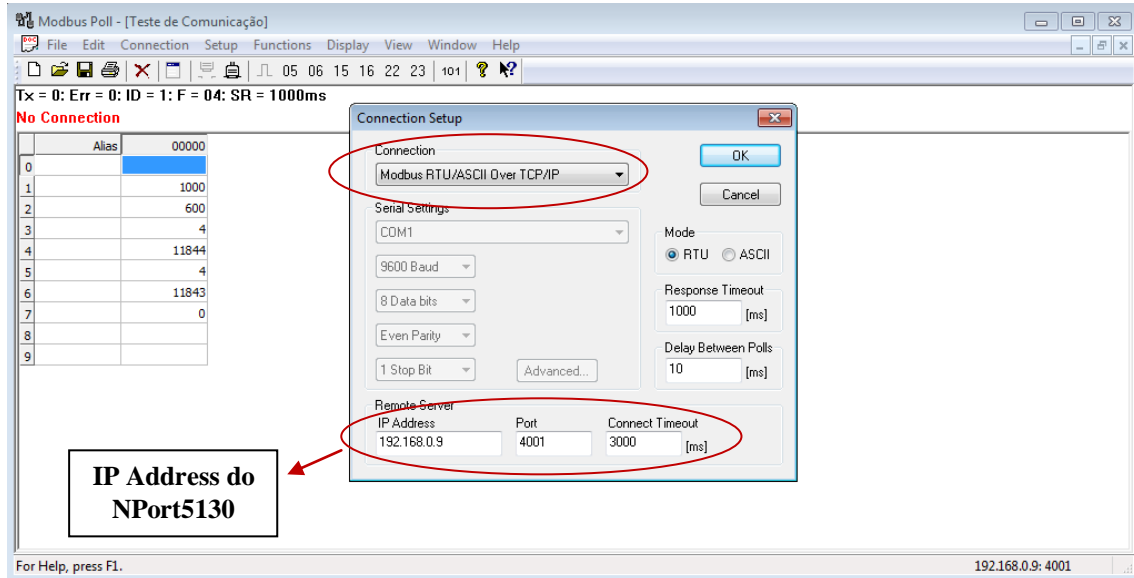 Modbus Poll - [Teste de Comunicação]
File Edit Connection Setup Functions Display View Window Help
05 06 15 16 22 23 101
Tx = 0: Err = 0: ID = 1: F = 04: SR = 1000ms
No Connection
Alias 00000
0
1 1000
2 600
3 4
4 11844
5 4
6 11843
7 0
8
9
Connection Setup
Connection
Modbus RTU/ASCII Over TCP/IP
OK
Cancel
Serial Settings
COM1
9600 Baud
8 Data bits
Even Parity
1 Stop Bit
Advanced...
Mode
RTU ASCII
Response Timeout
1000 [ms]
Delay Between Polls
10 [ms]
Remote Server
IP Address Port Connect Timeout
192.168.0.9 4001 3000 [ms]
IP Address do
NPort5130
For Help, press F1.
192.168.0.9: 4001